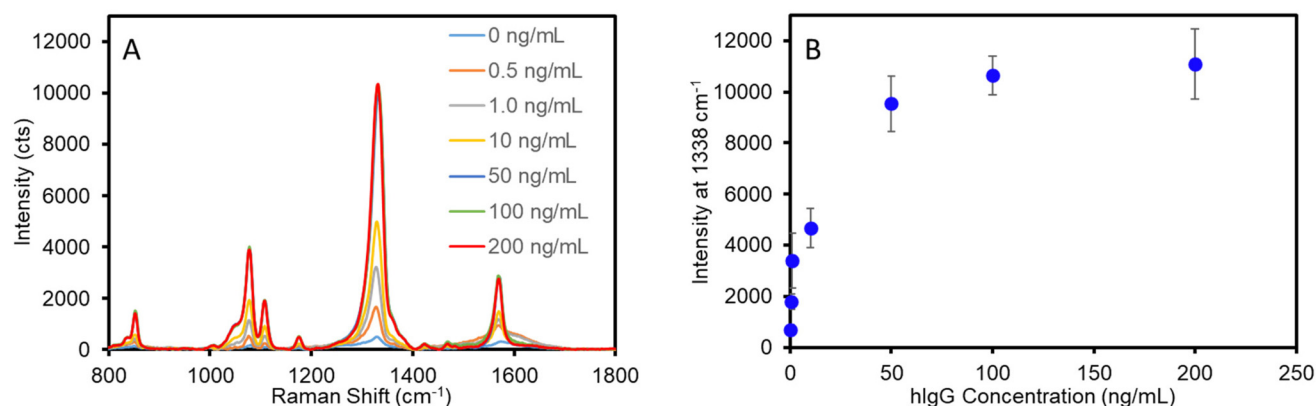 A
12000
10000
8000
6000
4000
2000
0
Intensity (cts)
800 1000 1200 1400 1600 1800
Raman Shift (cm⁻¹)
0 ng/mL
0.5 ng/mL
1.0 ng/mL
10 ng/mL
50 ng/mL
100 ng/mL
200 ng/mL
B
12000
10000
8000
6000
4000
2000
0
Intensity at 1338 cm⁻¹
0 50 100 150 200 250
hIgG Concentration (ng/mL)